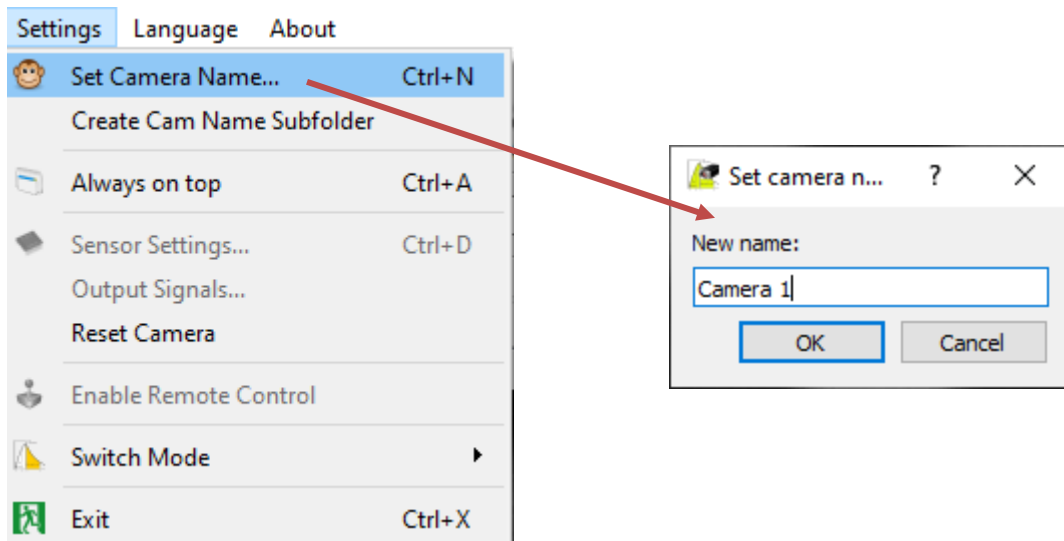 Settings Language About
Set Camera Name... Ctrl+N
Create Cam Name Subfolder
Always on top Ctrl+A
Sensor Settings... Ctrl+D
Output Signals...
Reset Camera
Enable Remote Control
Switch Mode
Exit Ctrl+X
Set camera n... ?
New name:
Camera 1
OK Cancel